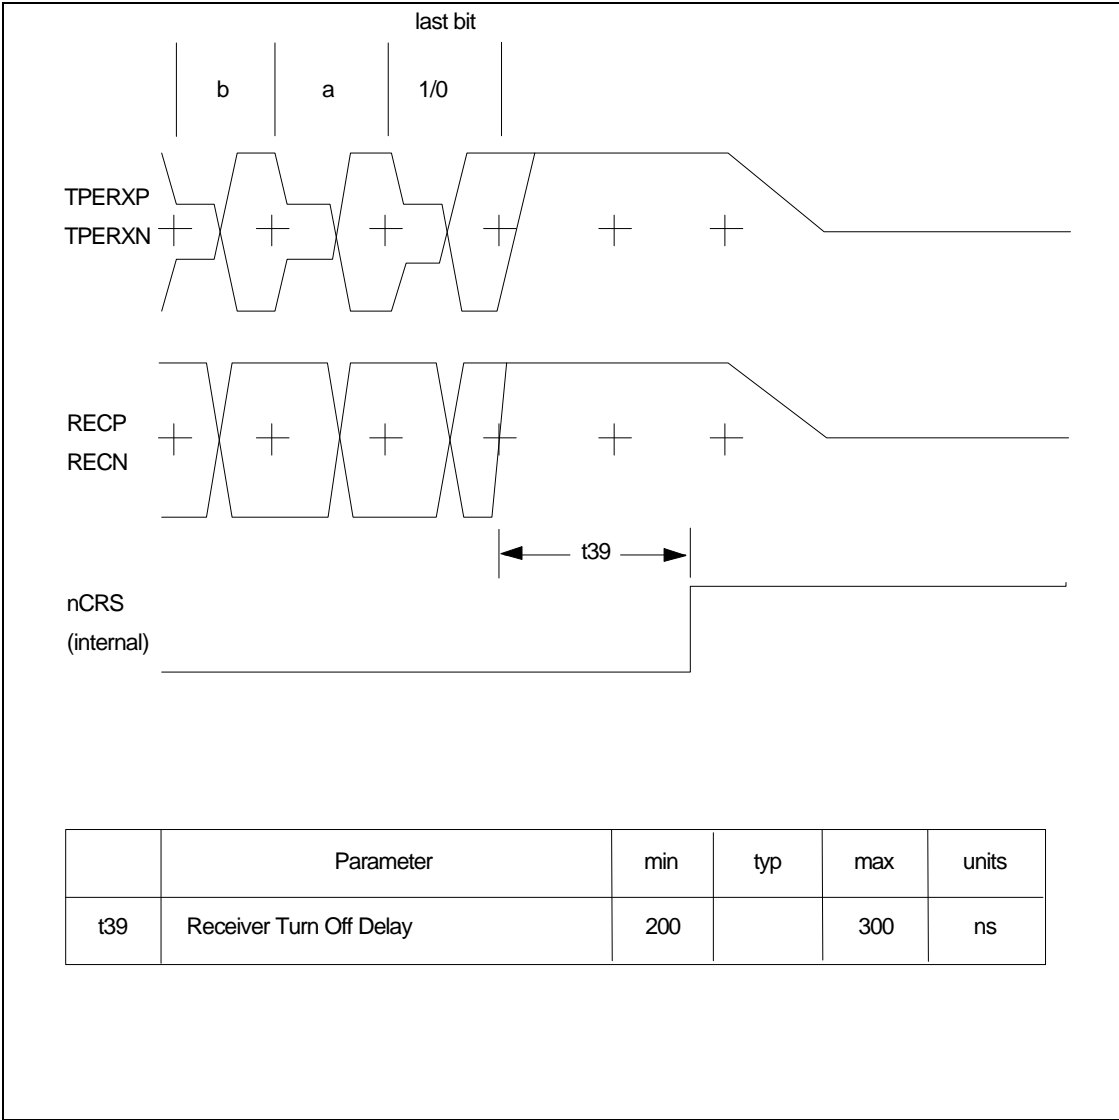 last bit
b a 1/0
TPERXP
TPERXN
RECP
RECN
t39
nCRS
(internal)
Parameter min typ max units
t39 Receiver Turn Off Delay 200 300 ns